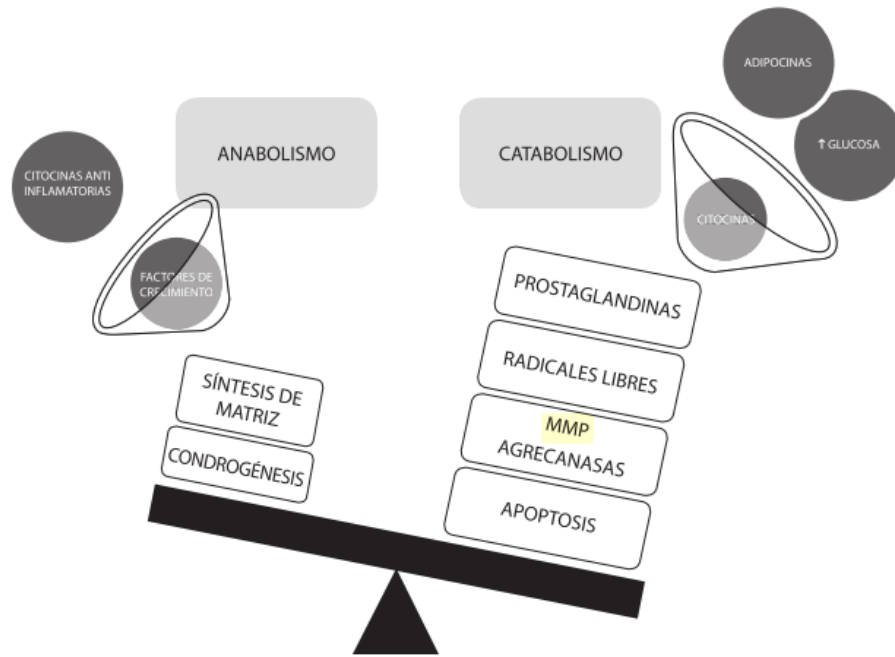 ADIPOCINAS
↑ GLUCOSA
CITOCINAS
ANABOLISMO
CATABOLISMO
CITOCINAS ANTI
INFLAMATORIAS
FACTORES DE
CRECIMIENTO
PROSTAGLANDINAS
RADICALES LIBRES
MMP
AGRECANASAS
APOPTOSIS
SÍNTESIS DE
MATRIZ
CONDROGÉNESIS